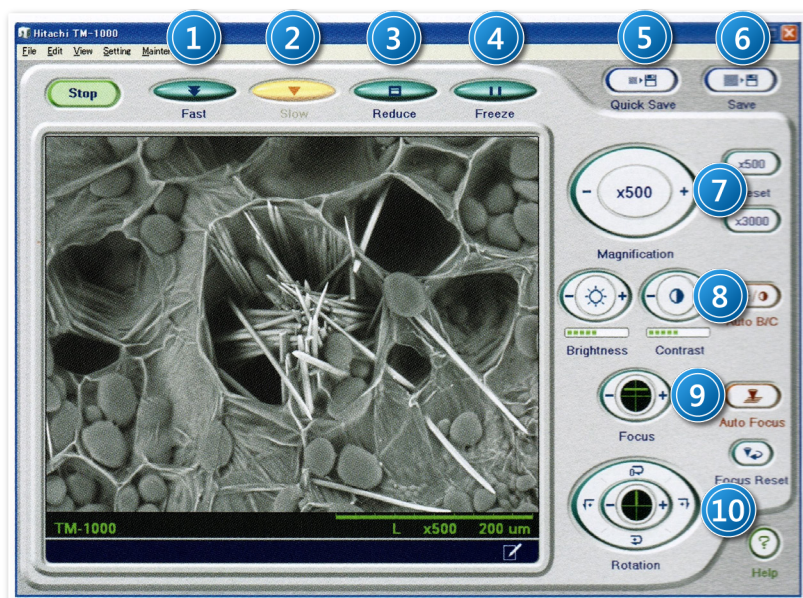 Hitachi TM-1000
File Edit View Setting
1
2
3
4
5
6
Stop
Fast
Slow
Reduce
Freeze
Quick Save
Save
- x500 +
7
x500
x3000
Magnification
- +
-
8
Auto B/C
Brightness
Contrast
- +
9
Auto Focus
Focus
Focus Reset
- +
10
Rotation
?
Help
TM-1000 L x500 200 um